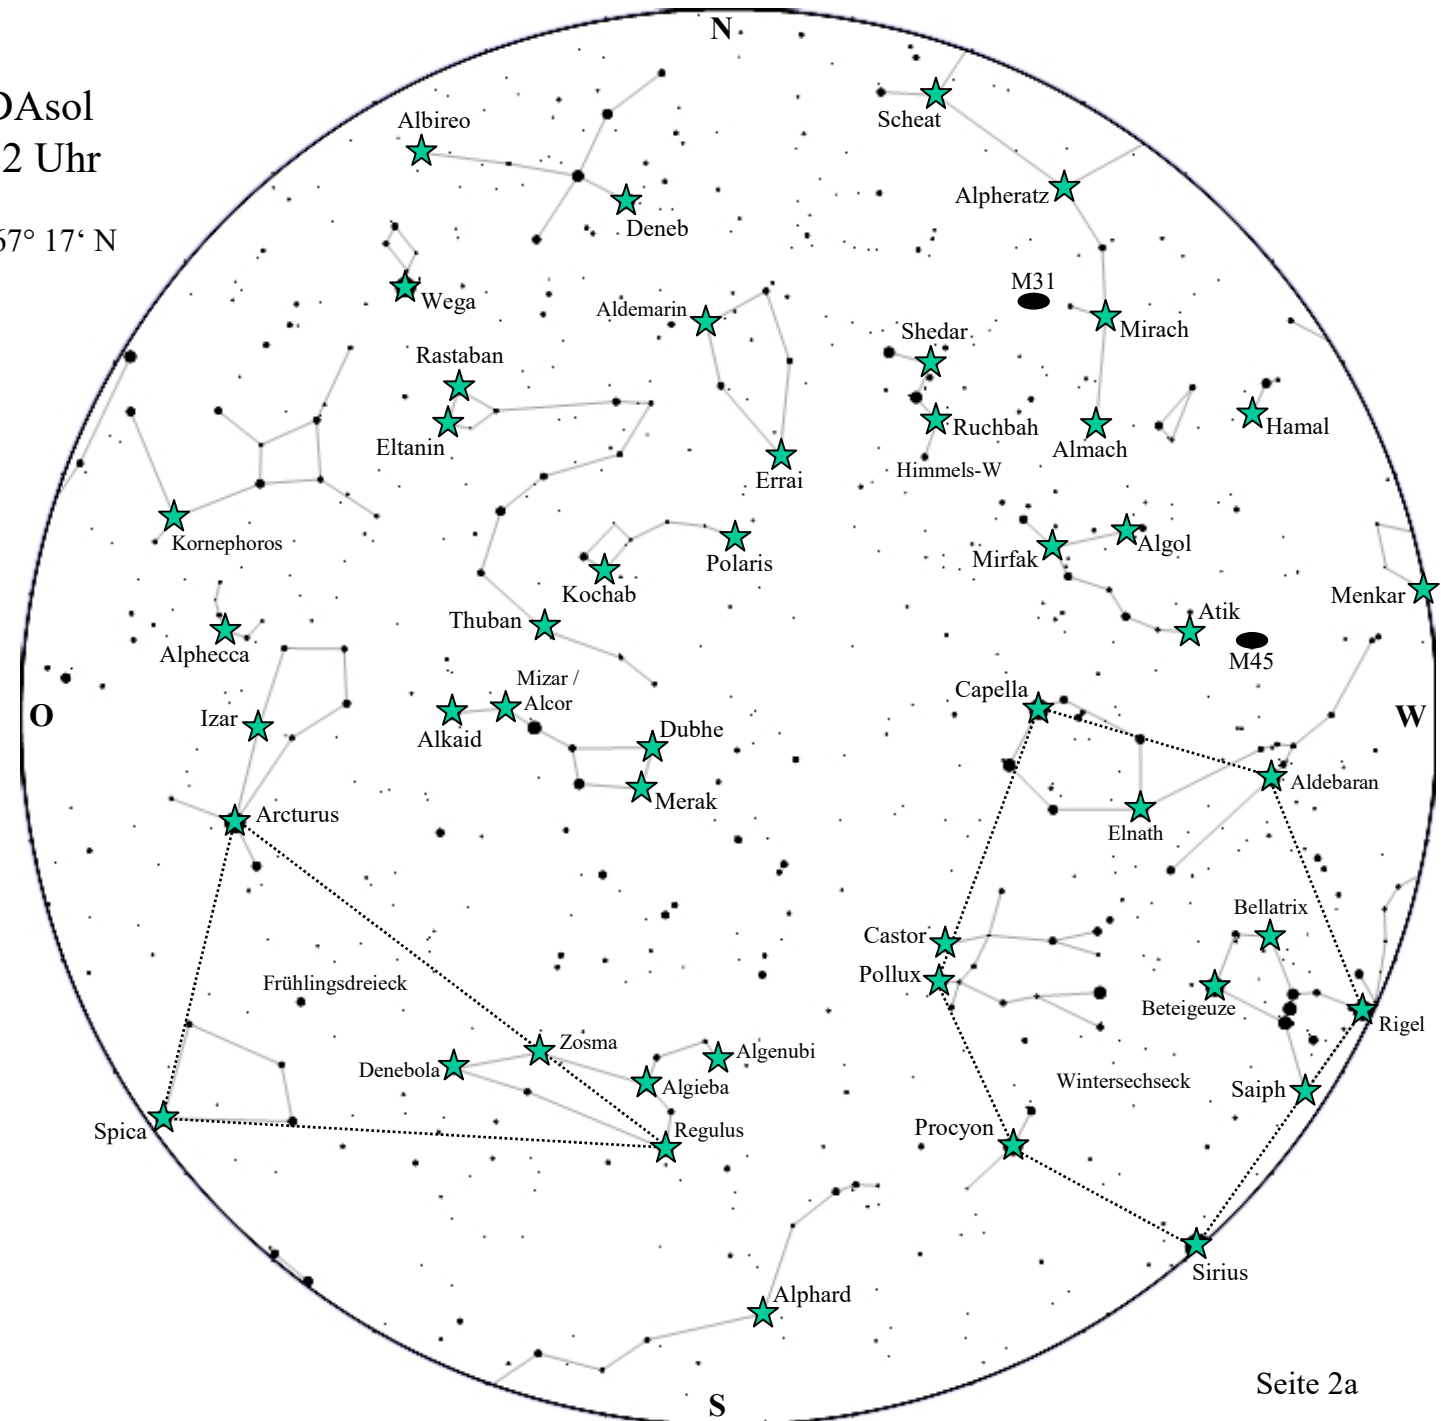 N
DAsol
2 Uhr
67° 17‘ N
Albireo
Scheat
Alpheratz
Deneb
M31
Wega
Aldemarin
Shedar
Mirach
Rastaban
Eltanin
Ruchbah
Hamal
Almach
Himmels-W
Errai
Kornephoros
Polaris
Mirfak
Algol
Kochab
Menkar
Thuban
Atik
Alphecca
M45
Mizar /
Alcor
Capella
O
Izar
W
Alkaid
Dubhe
Aldebaran
Merak
Arcturus
Elnath
Bellatrix
Castor
Pollux
Frühlingsdreieck
Beteigeuze
Rigel
Zosma
Algenubi
Denebola
Algieba
Wintersechseck
Saiph
Spica
Regulus
Procyon
Sirius
Alphard
Seite 2a
S